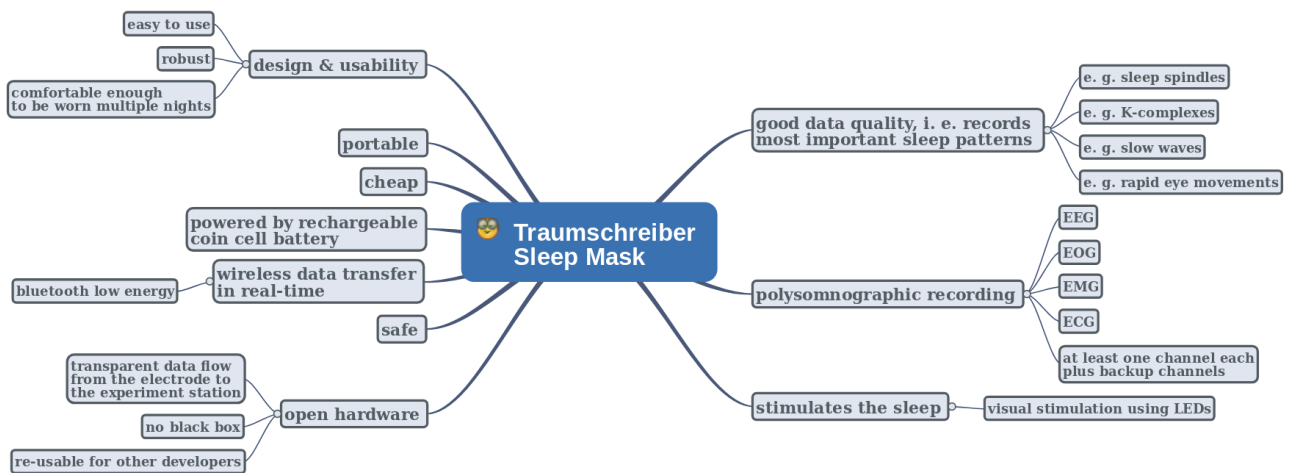 Traumschreiber
Sleep Mask
design & usability
easy to use
robust
comfortable enough
to be worn multiple nights
portable
cheap
powered by rechargeable
coin cell battery
wireless data transfer
in real-time
bluetooth low energy
safe
open hardware
transparent data flow
from the electrode to
the experiment station
no black box
re-usable for other developers
good data quality, i. e. records
most important sleep patterns
e. g. sleep spindles
e. g. K-complexes
e. g. slow waves
e. g. rapid eye movements
polysomnographic recording
EEG
EOG
EMG
ECG
at least one channel each
plus backup channels
stimulates the sleep
visual stimulation using LEDs